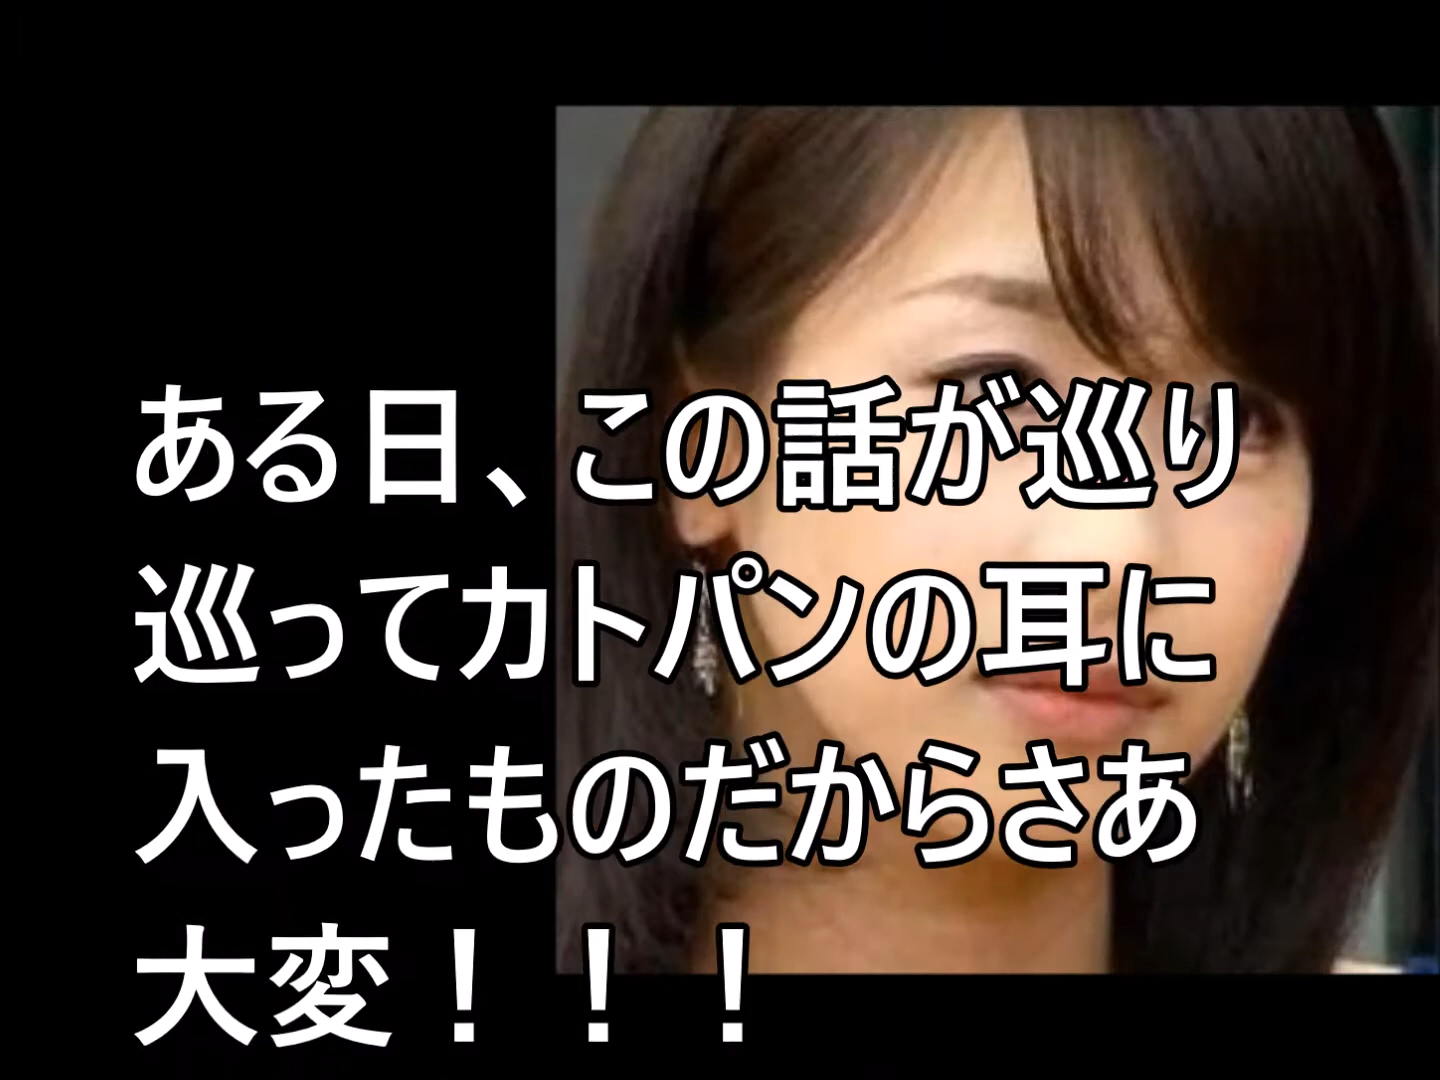 ある日、この話が巡り
巡ってカトパンの耳に
入ったものだからさあ
大変！！！